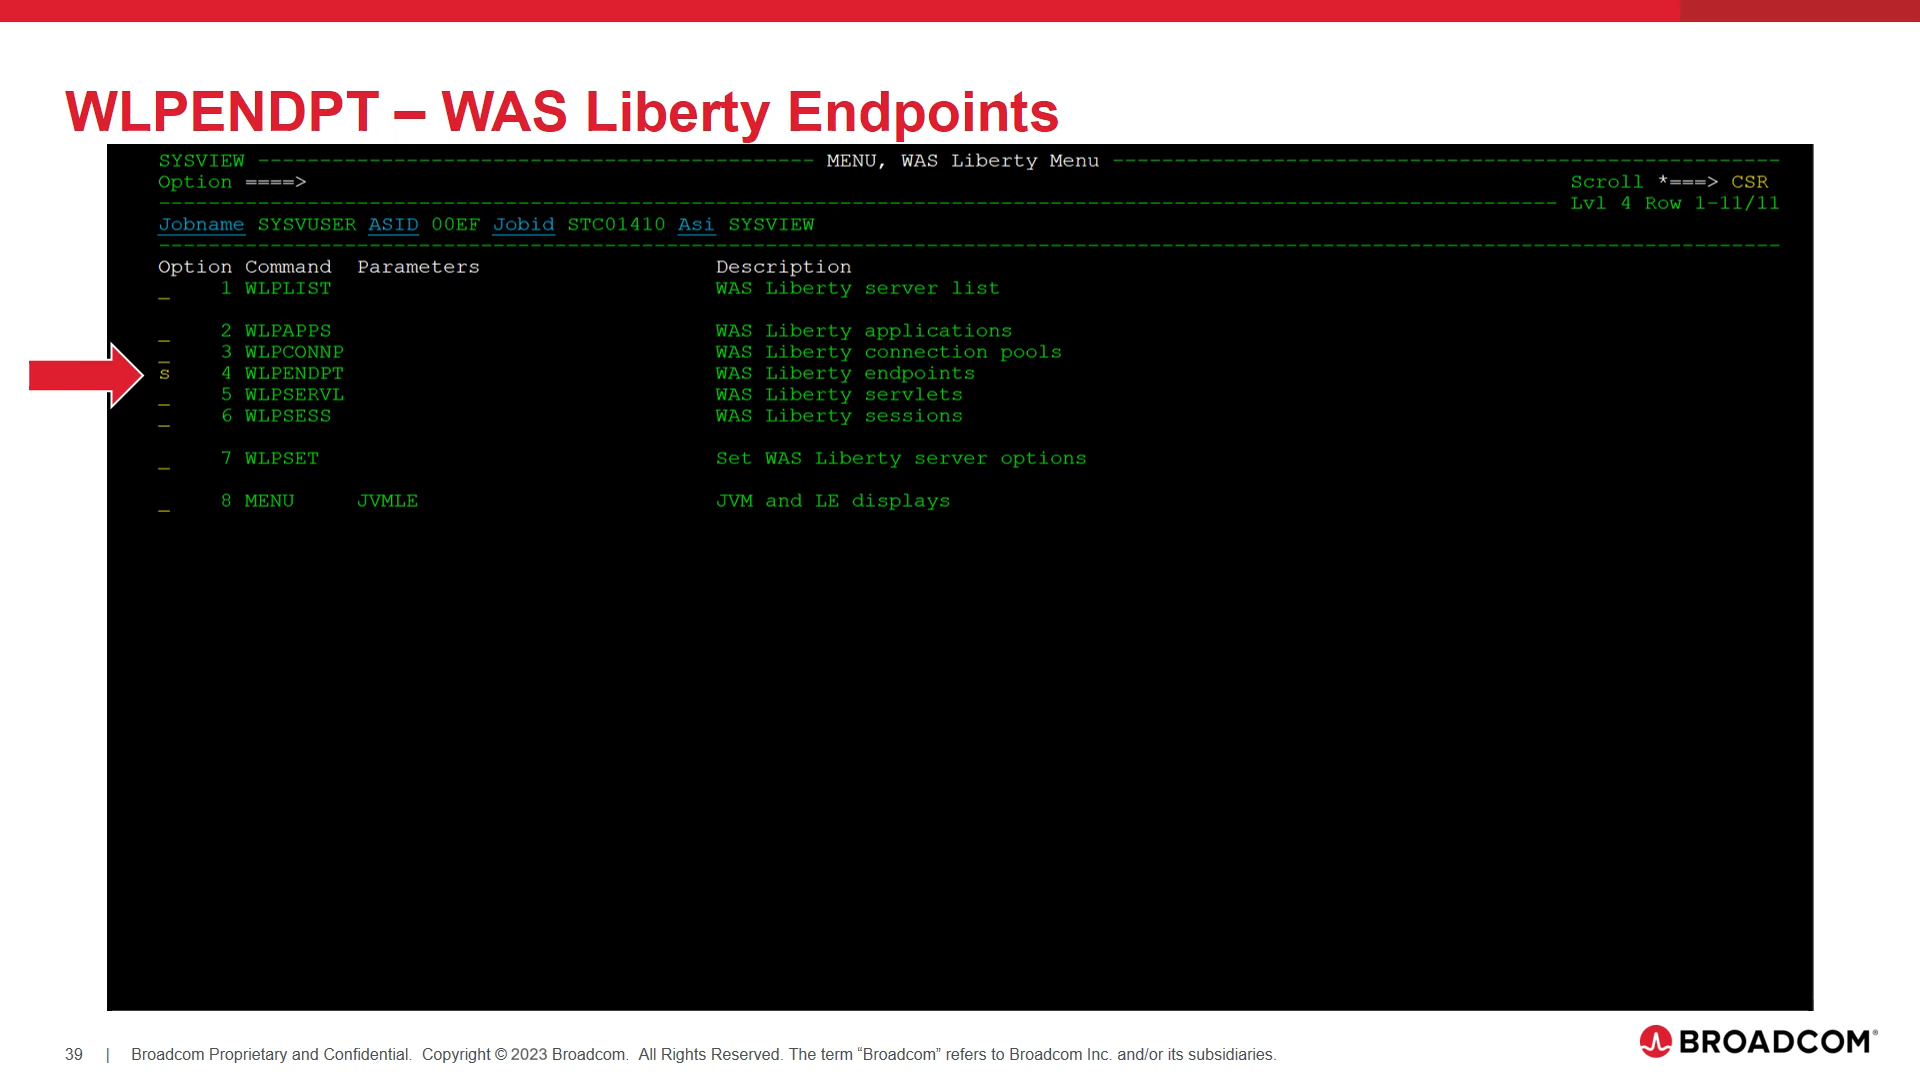 WLPENDPT – WAS Liberty Endpoints
SYSVIEW ----------------------------------------------- MENU, WAS Liberty Menu ------------------------------------------------------
Option ====> Scroll *===> CSR
---------------------------------------------------------------------------------------------------------------- Lvl 4 Row 1-11/11
Jobname SYSVUSER ASID 00EF Jobid STC01410 Asi SYSVIEW
-----------------------------------------------------------------------------------------------------------------------------------
Option Command Parameters Description
_ 1 WLPLIST WAS Liberty server list
_ 2 WLPAPPS WAS Liberty applications
_ 3 WLPCONNP WAS Liberty connection pools
s 4 WLPENDPT WAS Liberty endpoints
_ 5 WLPSERVL WAS Liberty servlets
_ 6 WLPSESS WAS Liberty sessions
_ 7 WLPSET Set WAS Liberty server options
_ 8 MENU JVMLE JVM and LE displays
39 | Broadcom Proprietary and Confidential. Copyright © 2023 Broadcom. All Rights Reserved. The term “Broadcom” refers to Broadcom Inc. and/or its subsidiaries.
BROADCOM®